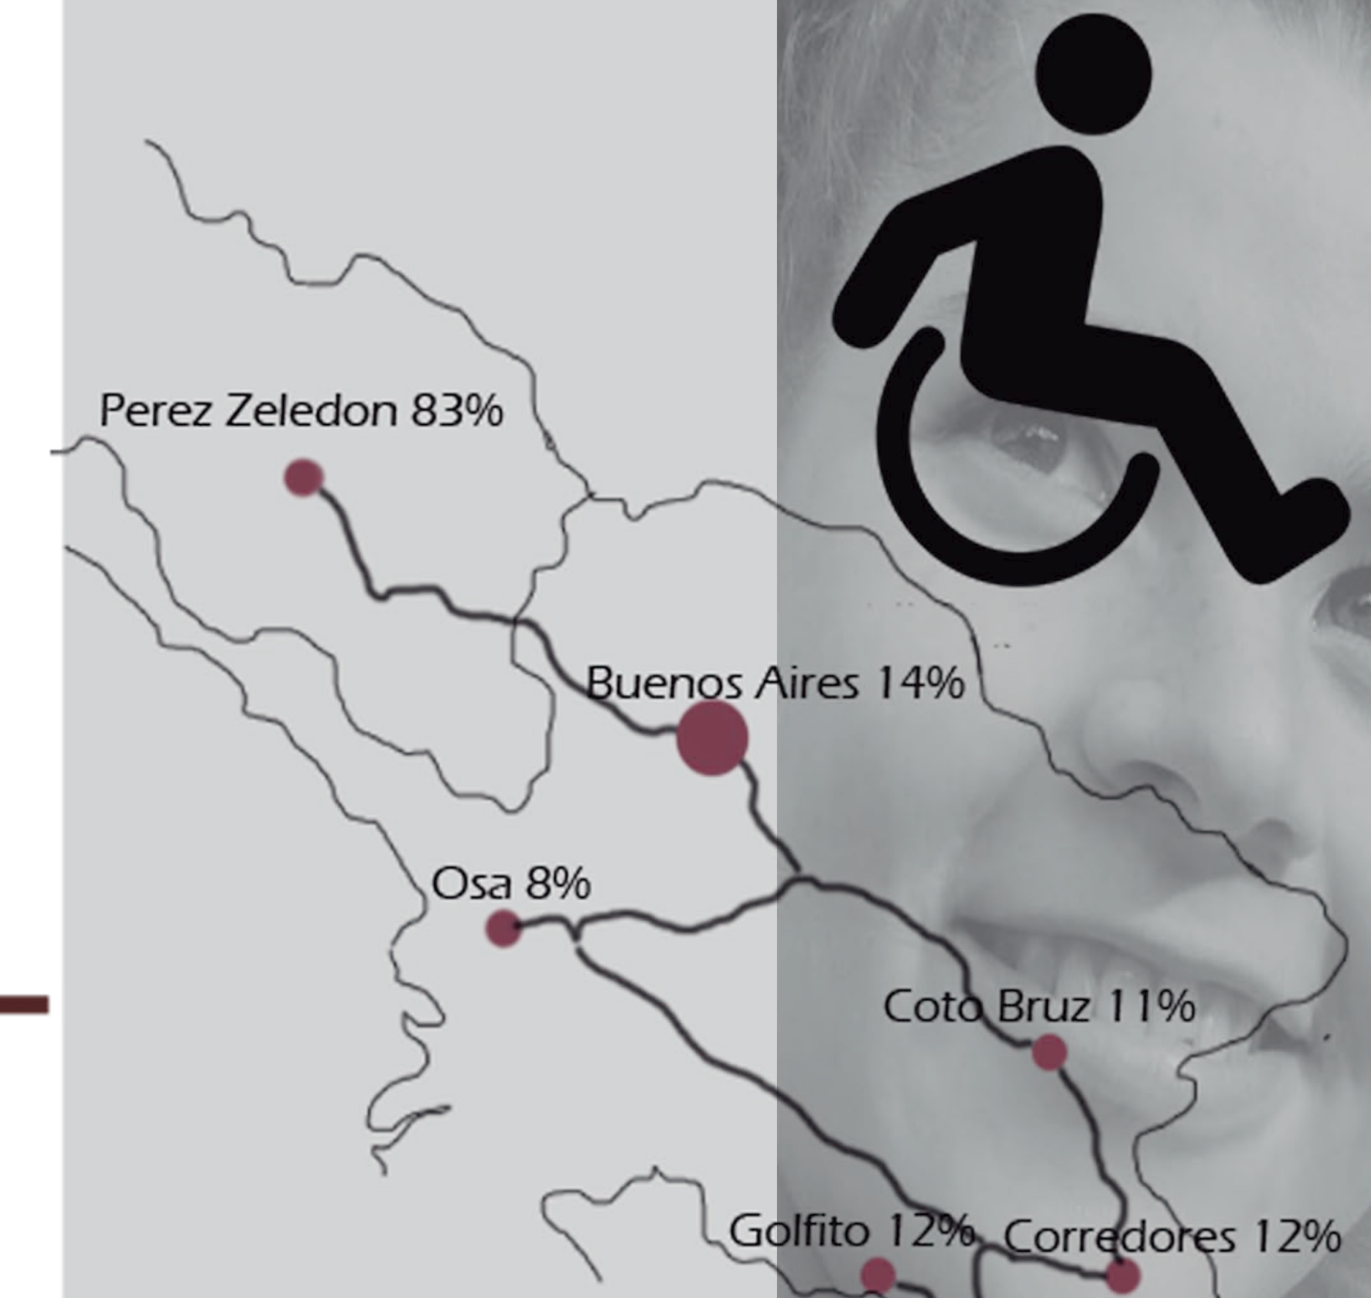 Perez Zeledon 83%
Buenos Aires 14%
Osa 8%
Coto Bruz 11%
Golfito 12%
Corredores 12%